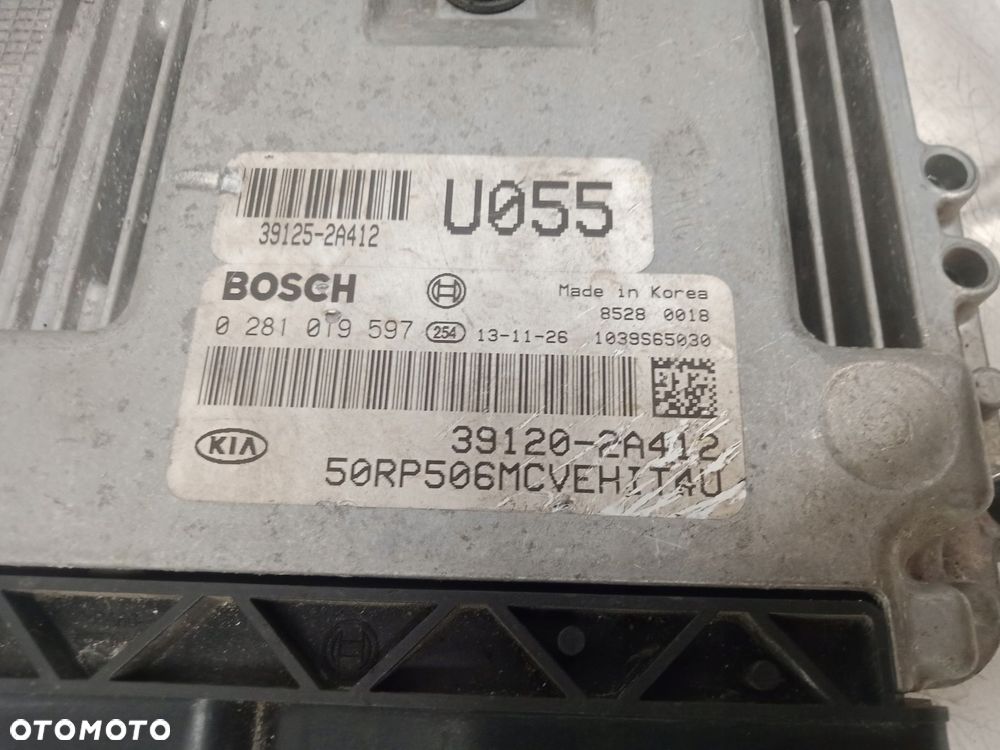 U055
39125-2A412
BOSCH
Made in Korea
8528 0018
0 281 019 597 254 13-11-26 1039S65030
KIA
39120-2A412
50RP506MCVEHIT4U
OTOMOTO
OTOMOTO